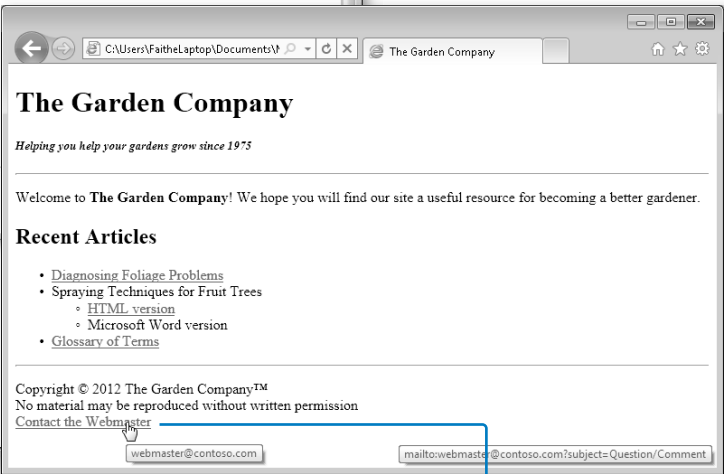 C:\Users\FaitheLaptop\Documents\
The Garden Company
The Garden Company
Helping you help your gardens grow since 1975
Welcome to The Garden Company! We hope you will find our site a useful resource for becoming a better gardener.
Recent Articles
• Diagnosing Foliage Problems
• Spraying Techniques for Fruit Trees
◦ HTML version
◦ Microsoft Word version
• Glossary of Terms
Copyright © 2012 The Garden Company™
No material may be reproduced without written permission
Contact the Webmaster
webmaster@contoso.com
mailto:webmaster@contoso.com?subject=Question/Comment